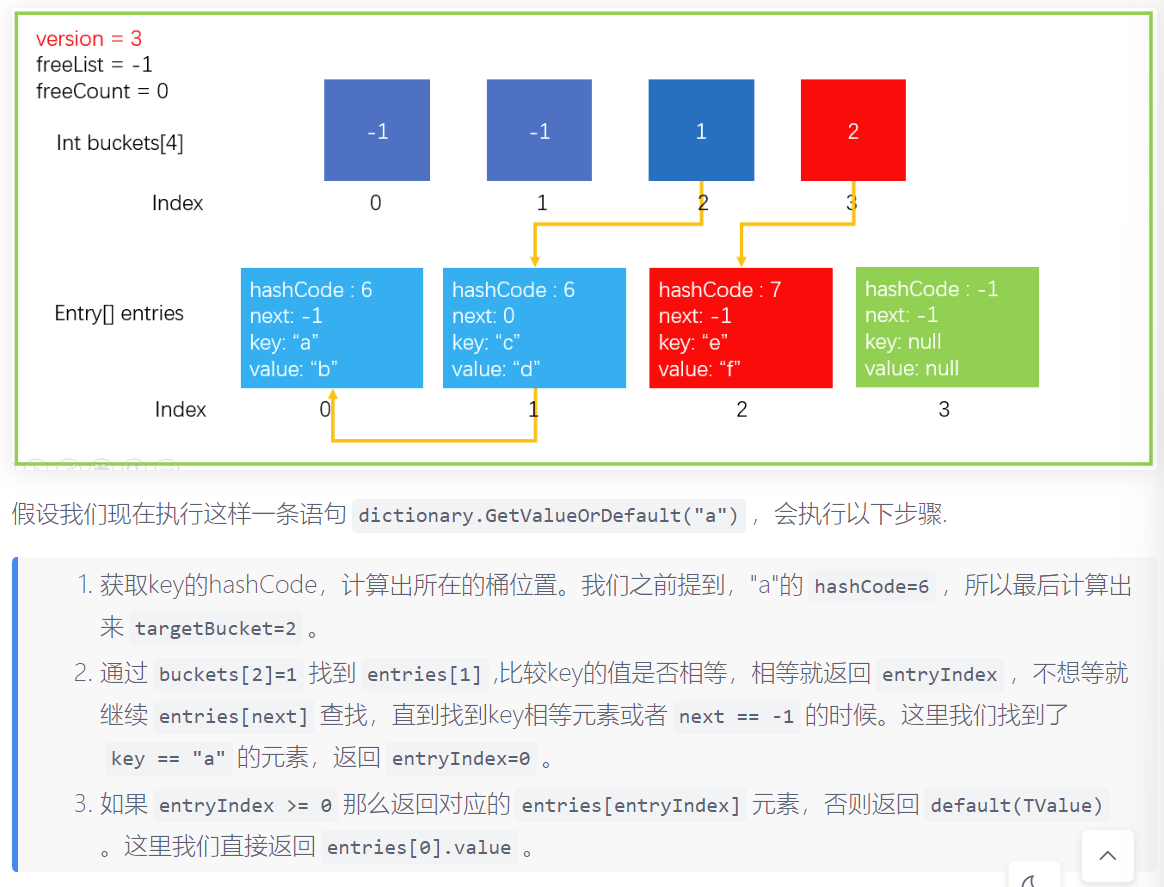 version = 3
freeList = -1
freeCount = 0
Int buckets[4]
-1 -1 1 2
Index 0 1 2 3
Entry[] entries
hashCode : 6
next: -1
key: “a”
value: “b”
hashCode : 6
next: 0
key: “c”
value: “d”
hashCode : 7
next: -1
key: “e”
value: “f”
hashCode : -1
next: -1
key: null
value: null
Index 0 1 2 3
假设我们现在执行这样一条语句 dictionary.GetValueOrDefault("a") ，会执行以下步骤.
1. 获取key的hashCode，计算出所在的桶位置。我们之前提到，"a"的 hashCode=6 ，所以最后计算出
来 targetBucket=2 。
2. 通过 buckets[2]=1 找到 entries[1] ,比较key的值是否相等，相等就返回 entryIndex ，不想等就
继续 entries[next] 查找，直到找到key相等元素或者 next == -1 的时候。这里我们找到了
key == "a" 的元素，返回 entryIndex=0 。
3. 如果 entryIndex >= 0 那么返回对应的 entries[entryIndex] 元素，否则返回 default(TValue)
。这里我们直接返回 entries[0].value 。